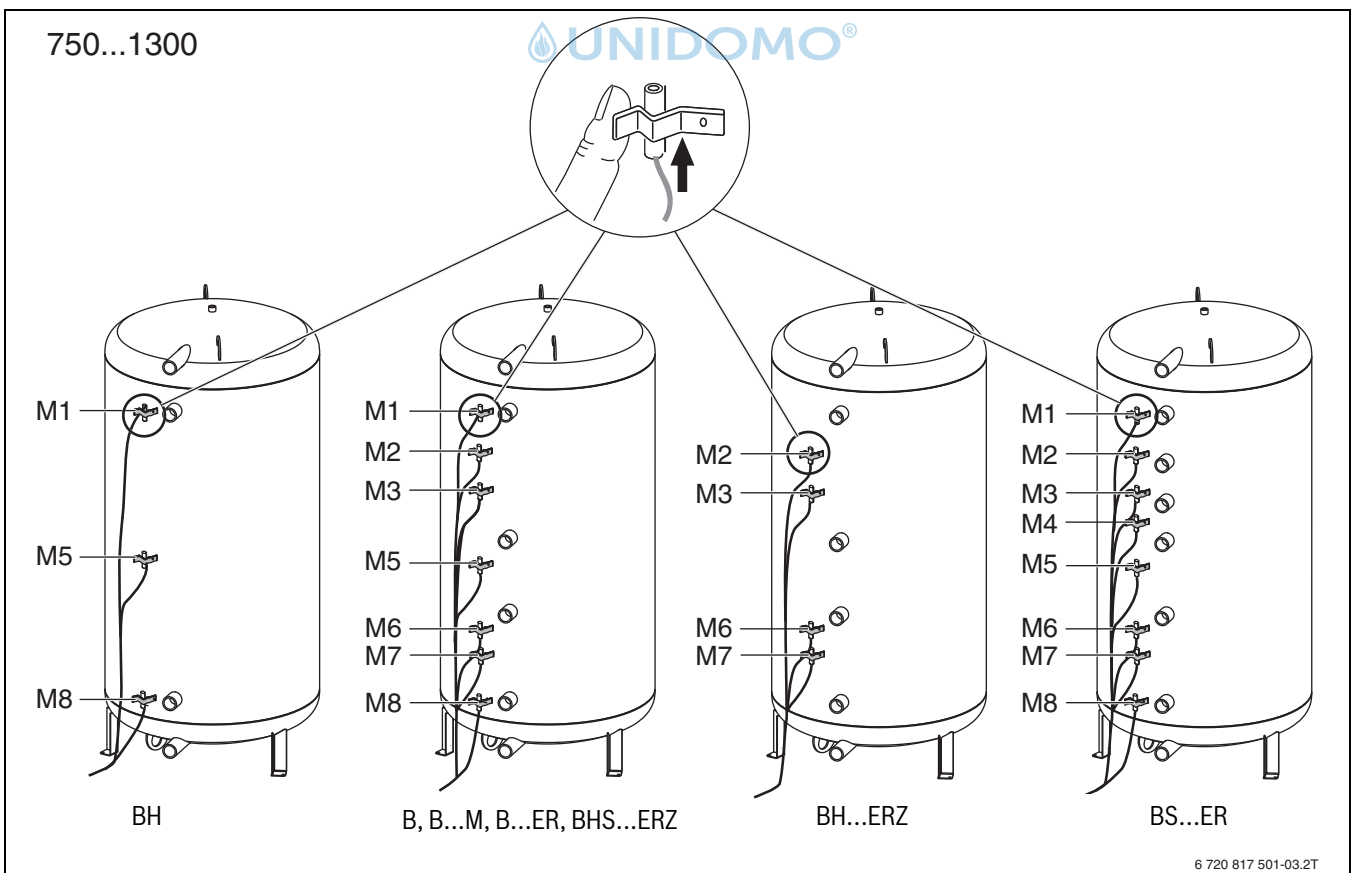 750...1300
UNIDOMO®
M1
M5
M8
BH
M1
M2
M3
M5
M6
M7
M8
B, B...M, B...ER, BHS...ERZ
M2
M3
M6
M7
BH...ERZ
M1
M2
M3
M4
M5
M6
M7
M8
BS...ER
6 720 817 501-03.2T